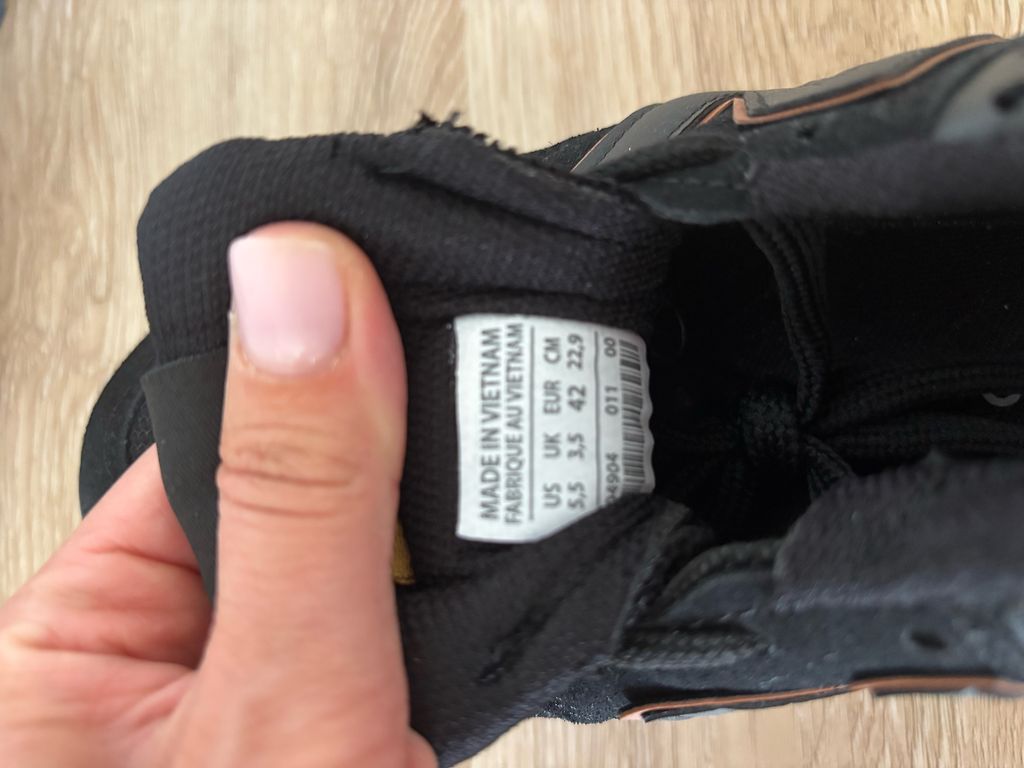 MADE IN VIETNAM
FABRIQUE AU VIETNAM
US UK EUR CM
5,5 3,5 42 22,9
011 00